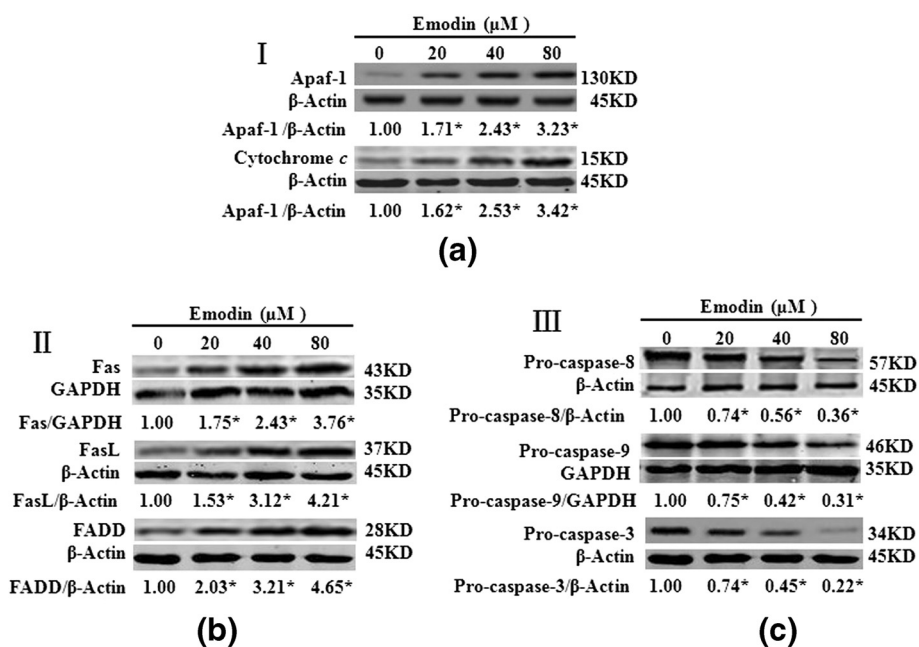 Emodin (μM )
I
0 20 40 80
Apaf-1 130KD
β-Actin 45KD
Apaf-1 /β-Actin 1.00 1.71* 2.43* 3.23*
Cytochrome c 15KD
β-Actin 45KD
Apaf-1 /β-Actin 1.00 1.62* 2.53* 3.42*
(a)
Emodin (μM )
II
0 20 40 80
Fas 43KD
GAPDH 35KD
Fas/GAPDH 1.00 1.75* 2.43* 3.76*
FasL 37KD
β-Actin 45KD
FasL/β-Actin 1.00 1.53* 3.12* 4.21*
FADD 28KD
β-Actin 45KD
FADD/β-Actin 1.00 2.03* 3.21* 4.65*
(b)
Emodin (μM )
III
0 20 40 80
Pro-caspase-8 57KD
β-Actin 45KD
Pro-caspase-8/β-Actin 1.00 0.74* 0.56* 0.36*
Pro-caspase-9 46KD
GAPDH 35KD
Pro-caspase-9/GAPDH 1.00 0.75* 0.42* 0.31*
Pro-caspase-3 34KD
β-Actin 45KD
Pro-caspase-3/β-Actin 1.00 0.74* 0.45* 0.22*
(c)